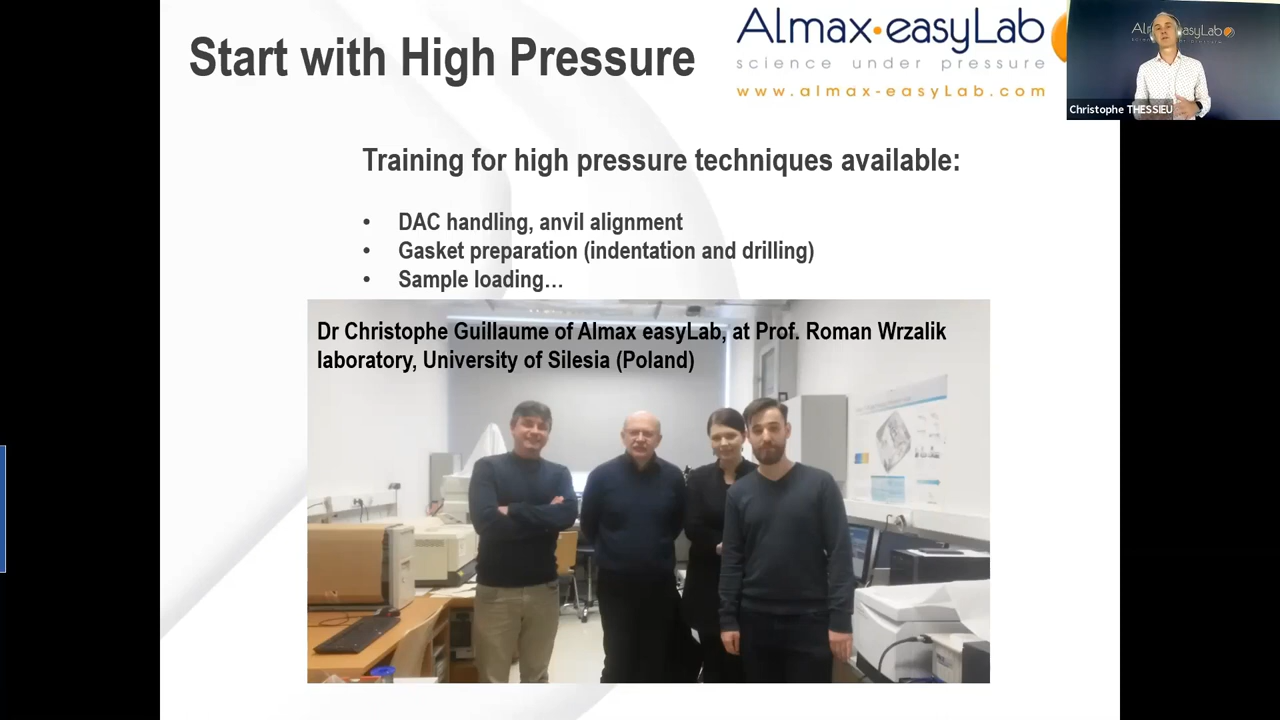 Start with High Pressure
Almax•easyLab
science under pressure
www.almax-easyLab.com
Almax easyLab
Christophe THESSIEU
Training for high pressure techniques available:
• DAC handling, anvil alignment
• Gasket preparation (indentation and drilling)
• Sample loading…
Dr Christophe Guillaume of Almax easyLab, at Prof. Roman Wrzalik
laboratory, University of Silesia (Poland)